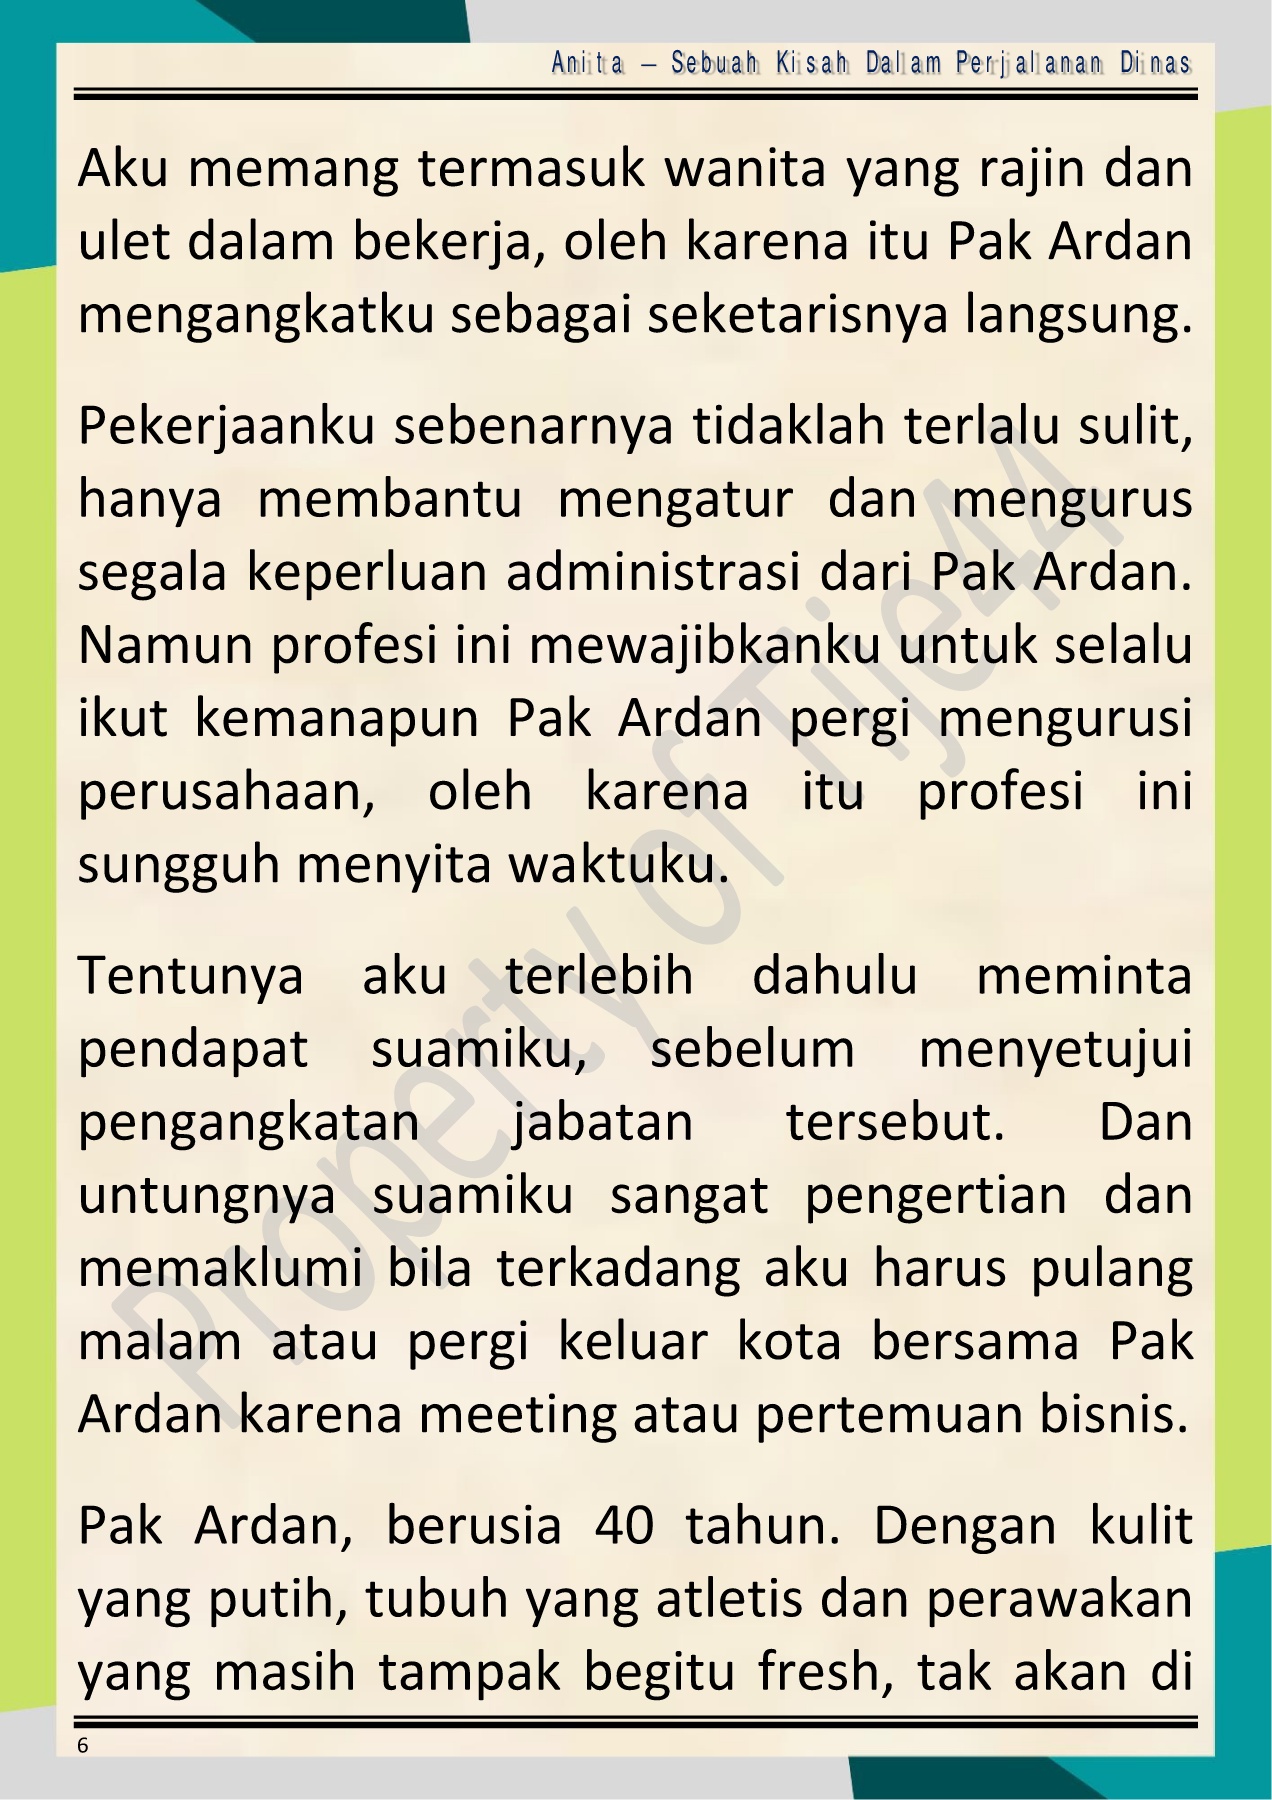 Anita – Sebuah Kisah Dalam Perjalanan Dinas
Aku memang termasuk wanita yang rajin dan
ulet dalam bekerja, oleh karena itu Pak Ardan
mengangkatku sebagai seketarisnya langsung.
Pekerjaanku sebenarnya tidaklah terlalu sulit,
hanya membantu mengatur dan mengurus
segala keperluan administrasi dari Pak Ardan.
Namun profesi ini mewajibkanku untuk selalu
ikut kemanapun Pak Ardan pergi mengurusi
perusahaan, oleh karena itu profesi ini
sungguh menyita waktuku.
Tentunya aku terlebih dahulu meminta
pendapat suamiku, sebelum menyetujui
pengangkatan jabatan tersebut. Dan
untungnya suamiku sangat pengertian dan
memaklumi bila terkadang aku harus pulang
malam atau pergi keluar kota bersama Pak
Ardan karena meeting atau pertemuan bisnis.
Pak Ardan, berusia 40 tahun. Dengan kulit
yang putih, tubuh yang atletis dan perawakan
yang masih tampak begitu fresh, tak akan di
6
Property of Tije44